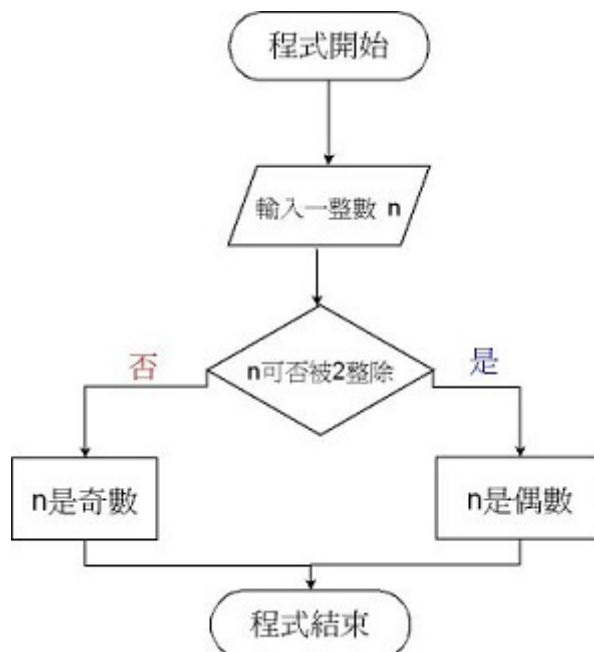 程式開始
輸入一整數 n
n可否被2整除
否
是
n是奇數
n是偶數
程式結束